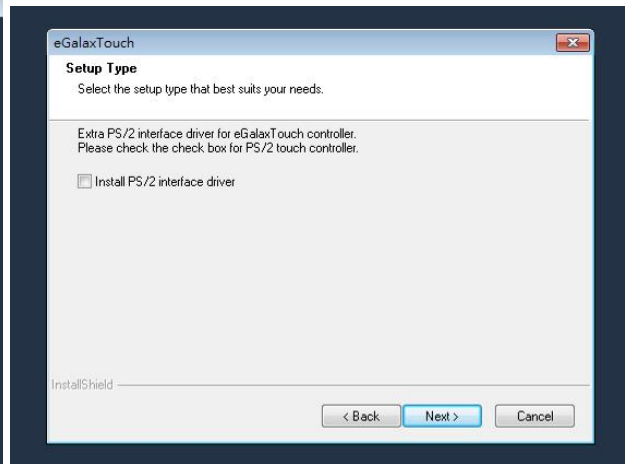 eGalaxTouch
Setup Type
Select the setup type that best suits your needs.
Extra PS/2 interface driver for eGalaxTouch controller.
Please check the check box for PS/2 touch controller.
Install PS/2 interface driver
InstallShield
< Back
Next >
Cancel